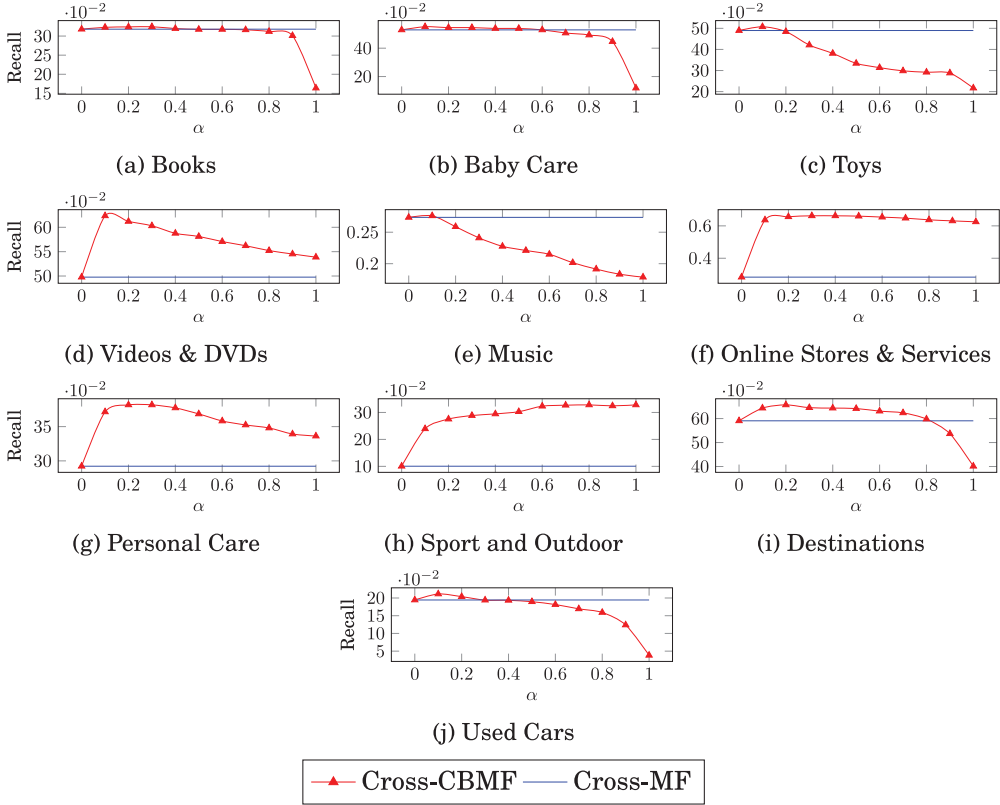 ·10⁻² ·10⁻² ·10⁻²
Recall
30
25
20
15
40
20
50
40
30
20
0 0.2 0.4 0.6 0.8 1
0 0.2 0.4 0.6 0.8 1
0 0.2 0.4 0.6 0.8 1
α α α
(a) Books (b) Baby Care (c) Toys
·10⁻²
Recall
60
55
50
0.25
0.2
0.6
0.4
0 0.2 0.4 0.6 0.8 1
0 0.2 0.4 0.6 0.8 1
0 0.2 0.4 0.6 0.8 1
α α α
(d) Videos & DVDs (e) Music (f) Online Stores & Services
·10⁻² ·10⁻² ·10⁻²
Recall
35
30
30
20
10
60
50
40
0 0.2 0.4 0.6 0.8 1
0 0.2 0.4 0.6 0.8 1
0 0.2 0.4 0.6 0.8 1
α α α
(g) Personal Care (h) Sport and Outdoor (i) Destinations
·10⁻²
Recall
20
15
10
5
0 0.2 0.4 0.6 0.8 1
α
(j) Used Cars
Cross-CBMF Cross-MF